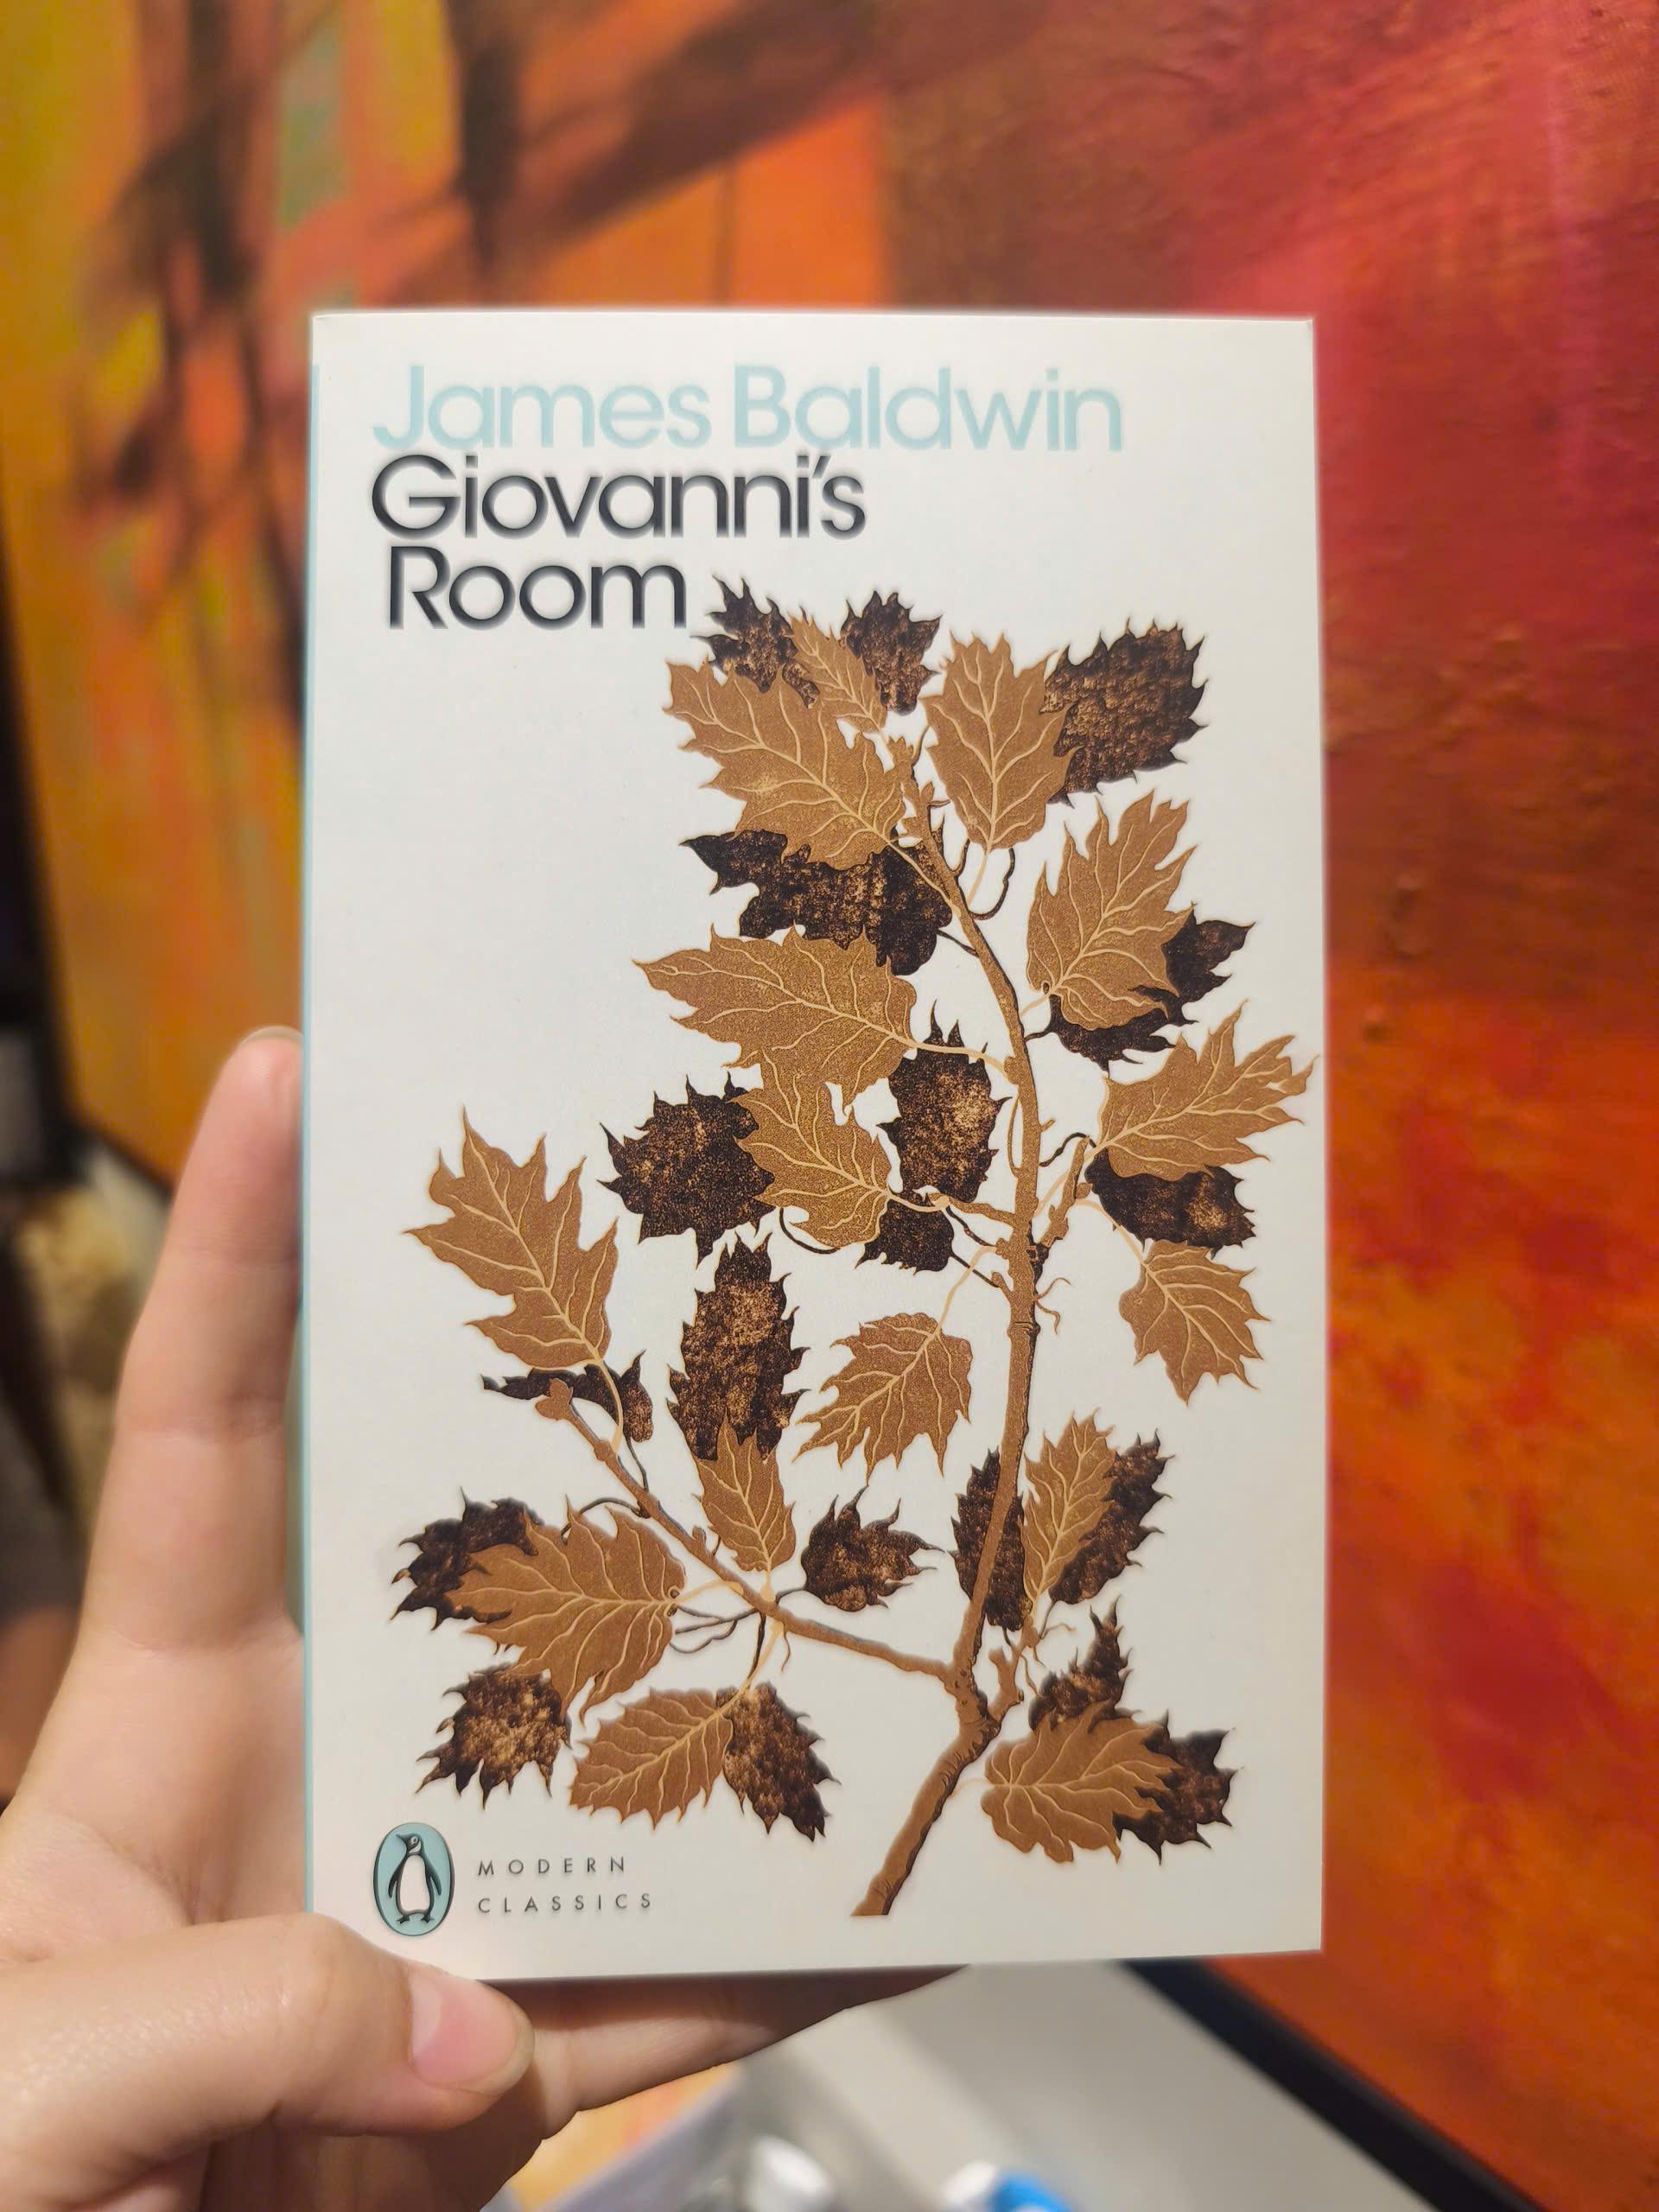 James Baldwin
Giovanni's
Room
MODERN
CLASSICS